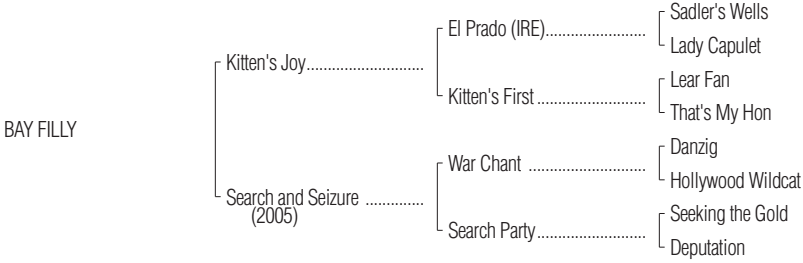 Sadler's Wells
El Prado (IRE)........................
Lady Capulet
Kitten's Joy............................
Lear Fan
Kitten's First ..........................
That's My Hon
BAY FILLY
Danzig
War Chant ............................
Hollywood Wildcat
Search and Seizure ..............
(2005)
Seeking the Gold
Search Party..........................
Deputation